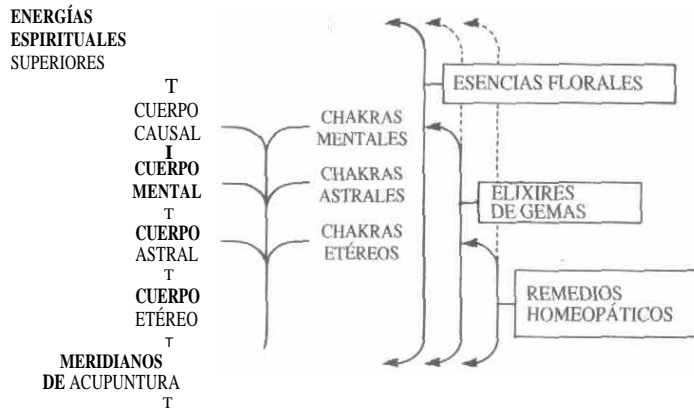 ENERGÍAS
ESPIRITUALES
SUPERIORES
T
CUERPO
CAUSAL
I
CUERPO
MENTAL
T
CUERPO
ASTRAL
T
CUERPO
ETÉREO
T
MERIDIANOS
DE ACUPUNTURA
T
CHAKRAS
MENTALES
CHAKRAS
ASTRALES
CHAKRAS
ETÉREOS
ESENCIAS FLORALES
ELIXIRES
DE GEMAS
REMEDIOS
HOMEOPÁTICOS